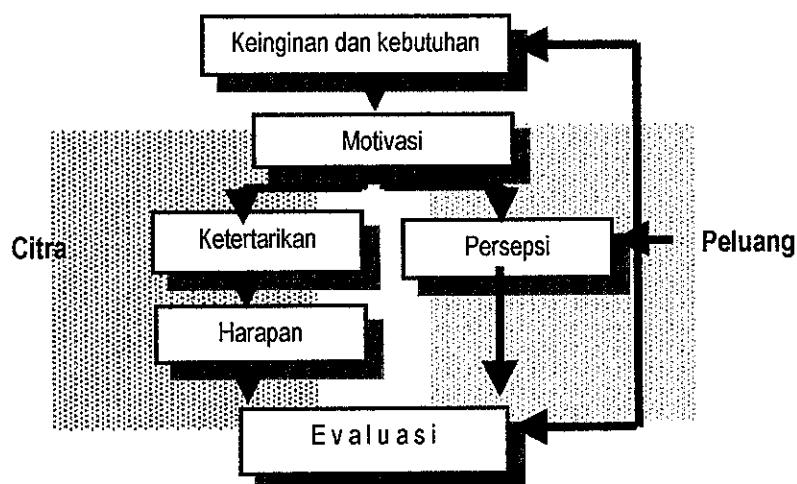 Keinginan dan kebutuhan
Motivasi
Citra
Ketertarikan
Persepsi
Peluang
Harapan
Evaluasi